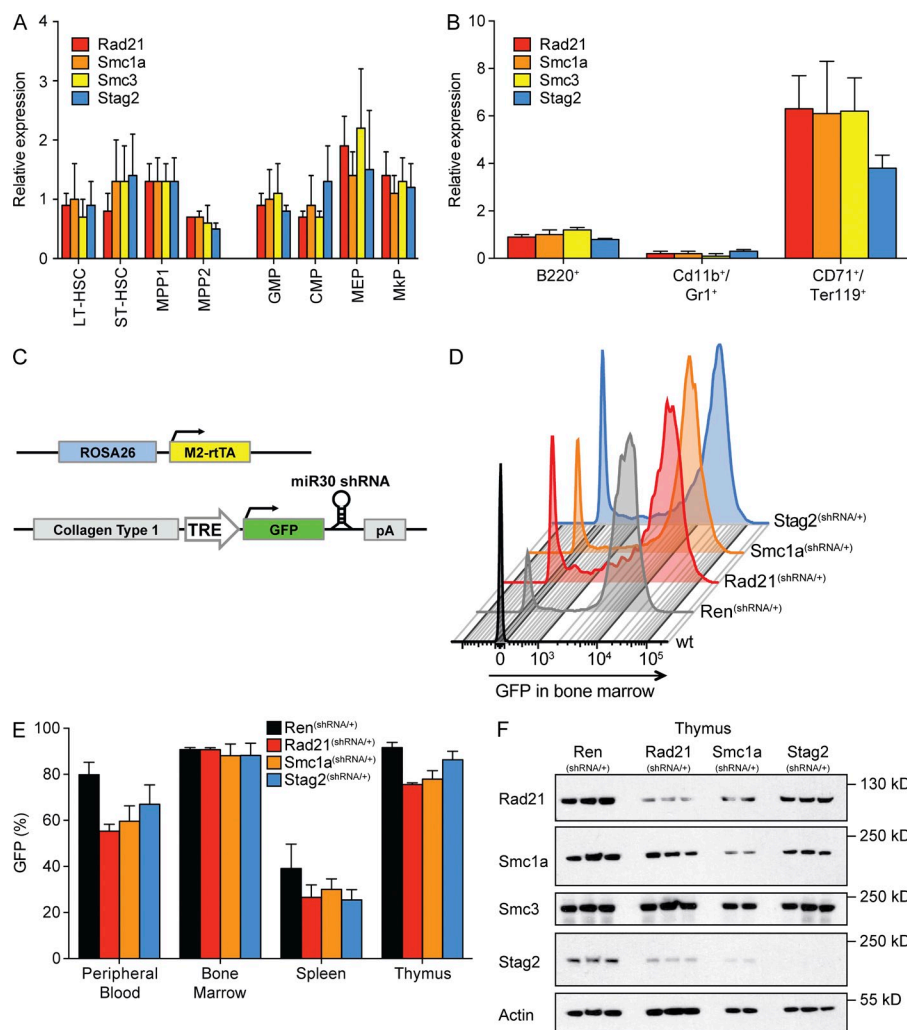 A
4
3
2
1
0
Relative expression
Rad21
Smc1a
Smc3
Stag2
LT-HSC
ST-HSC
MPP1
MPP2
GMP
CMP
MEP
MkP
B
10
8
6
4
2
0
Relative expression
Rad21
Smc1a
Smc3
Stag2
B220⁺
Cd11b⁺/
Gr1⁺
CD71⁺/
Ter119⁺
C
ROSA26
M2-rtTA
miR30 shRNA
Collagen Type 1
TRE
GFP
pA
D
Stag2(shRNA/+)
Smc1a(shRNA/+)
Rad21(shRNA/+)
Ren(shRNA/+)
wt
0 10³ 10⁴ 10⁵
GFP in bone marrow
E
100
80
60
40
20
0
GFP (%)
Ren(shRNA/+)
Rad21(shRNA/+)
Smc1a(shRNA/+)
Stag2(shRNA/+)
Peripheral
Blood
Bone
Marrow
Spleen
Thymus
F
Thymus
Ren Rad21 Smc1a Stag2
(shRNA/+) (shRNA/+) (shRNA/+) (shRNA/+)
130 kD
Rad21
250 kD
Smc1a
250 kD
Smc3
250 kD
Stag2
55 kD
Actin